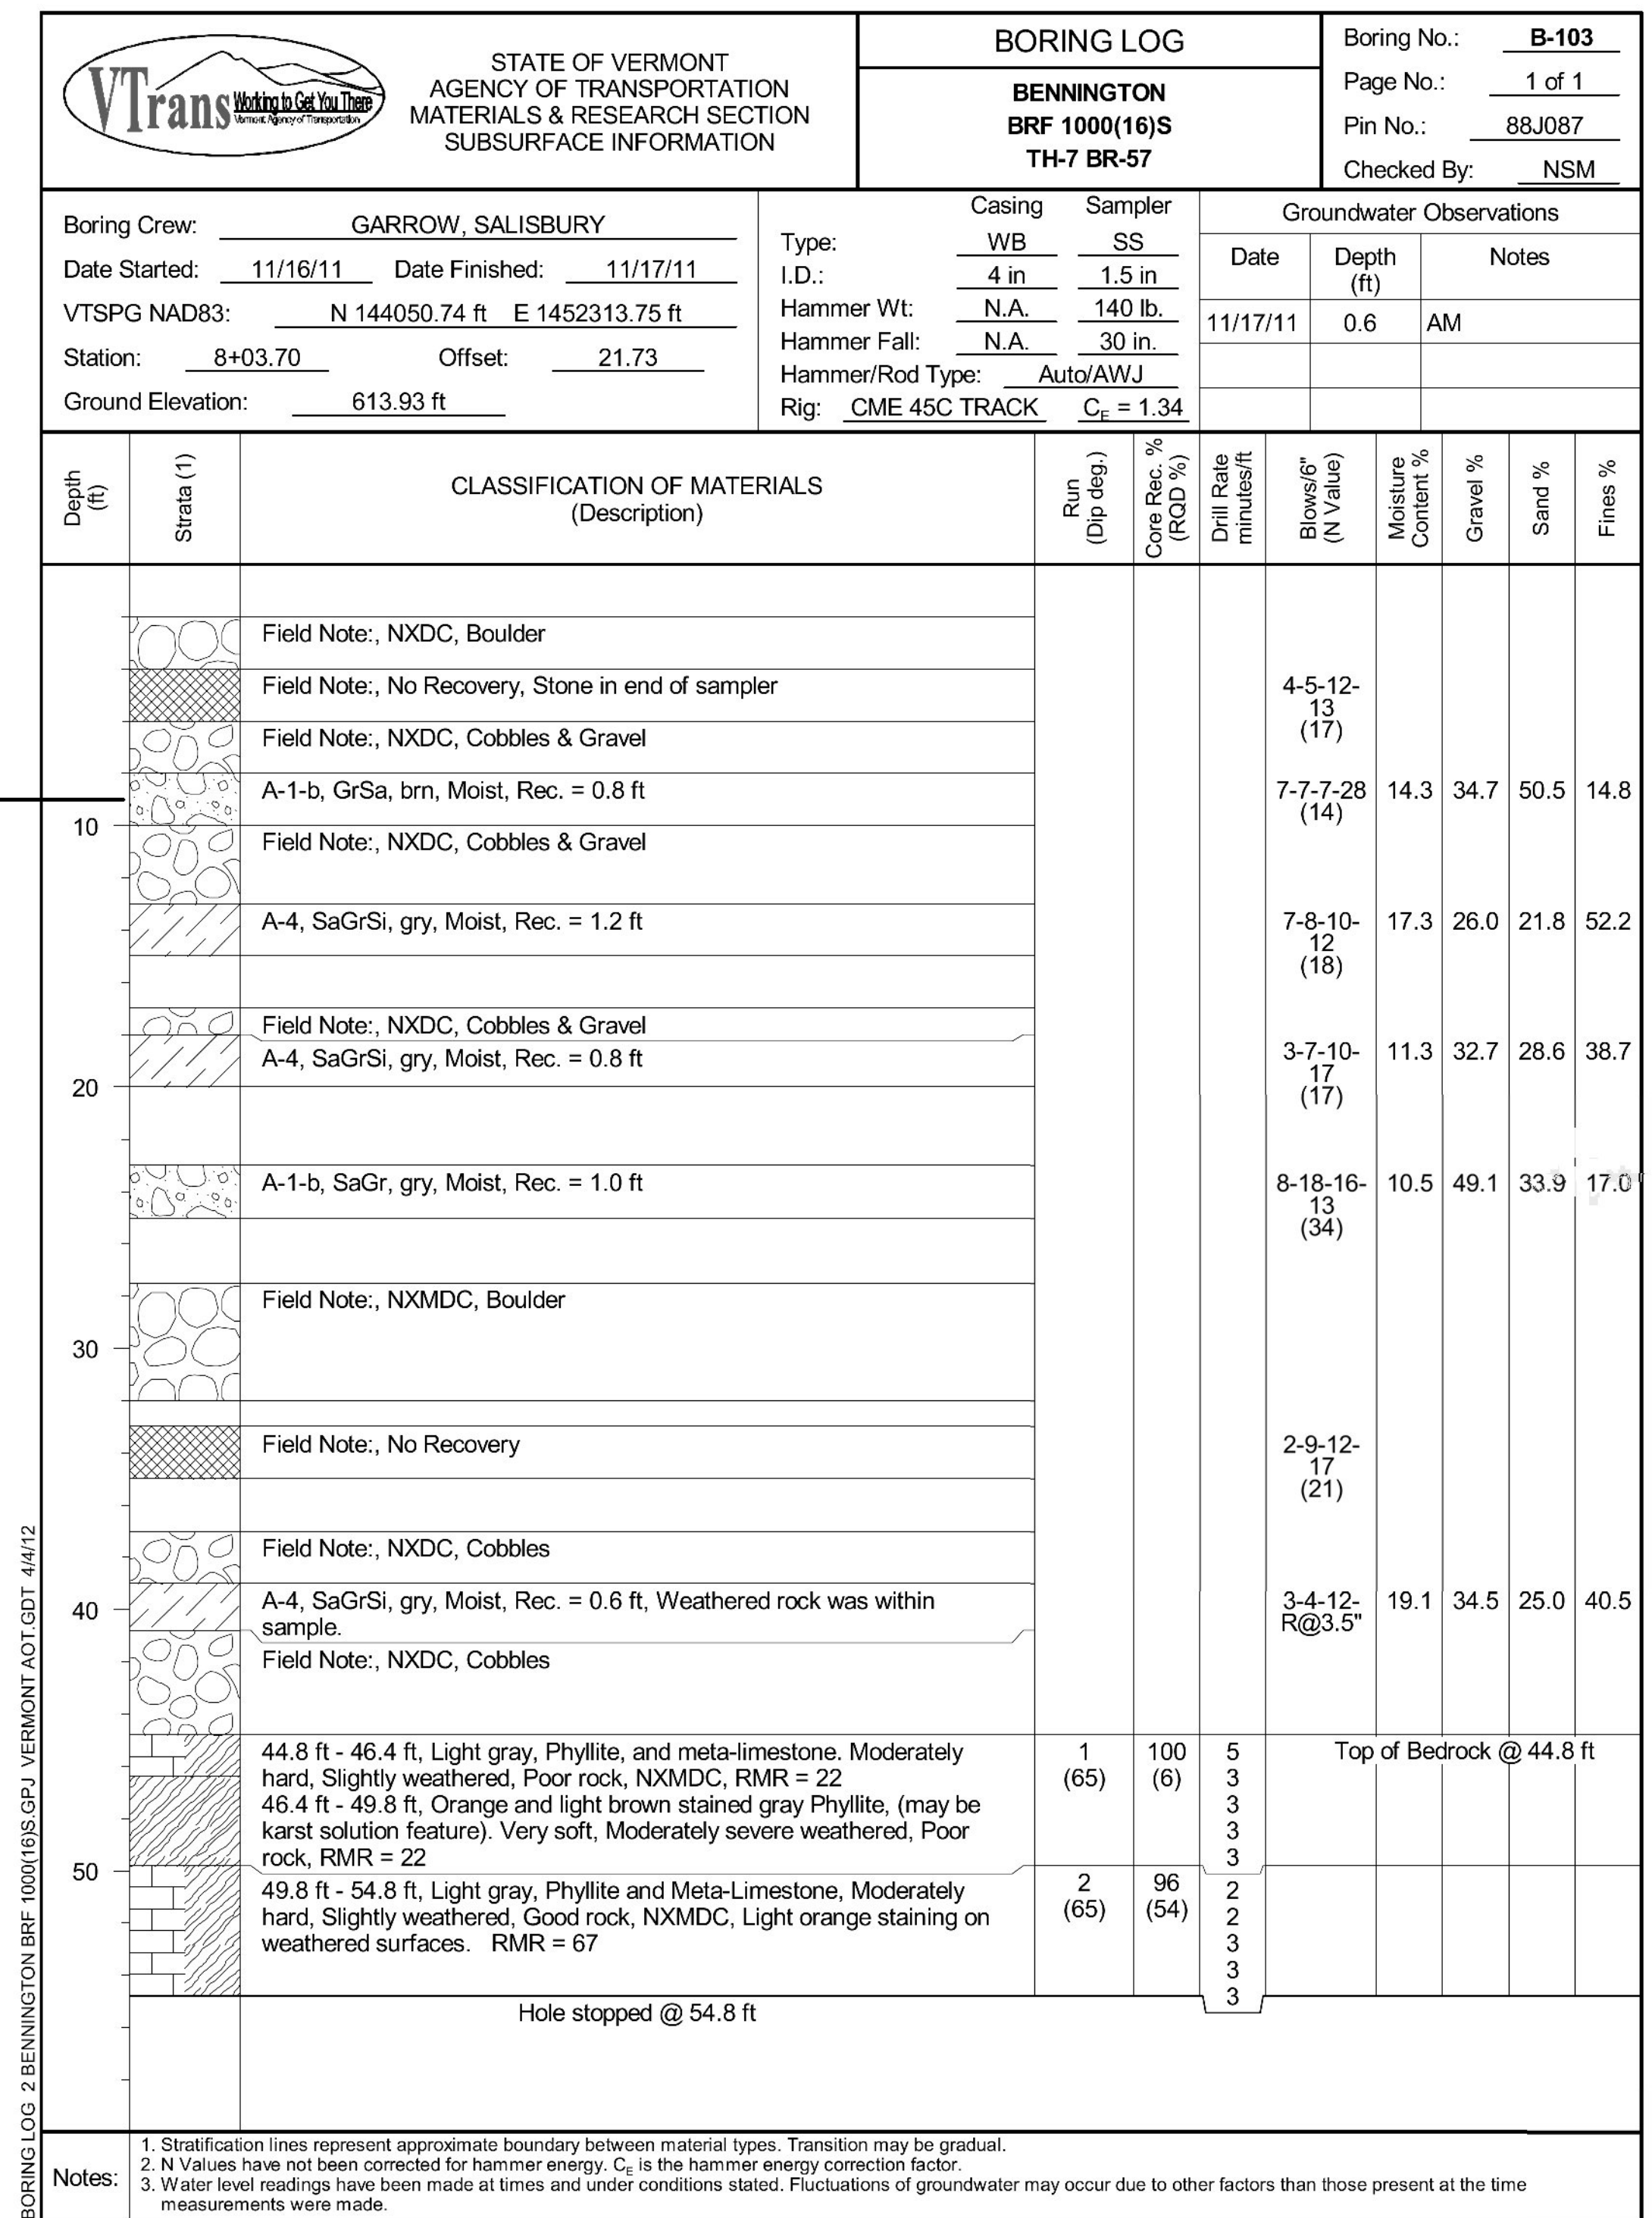 VTrans Working to Get You There
Vermont Agency of Transportation
STATE OF VERMONT
AGENCY OF TRANSPORTATION
MATERIALS & RESEARCH SECTION
SUBSURFACE INFORMATION
BORING LOG
BENNINGTON
BRF 1000(16)S
TH-7 BR-57
Boring No.: B-103
Page No.: 1 of 1
Pin No.: 88J087
Checked By: NSM
Boring Crew: GARROW, SALISBURY
Date Started: 11/16/11 Date Finished: 11/17/11
VTSPG NAD83: N 144050.74 ft E 1452313.75 ft
Station: 8+03.70 Offset: 21.73
Ground Elevation: 613.93 ft
Casing Sampler
Type: WB SS
I.D.: 4 in 1.5 in
Hammer Wt: N.A. 140 lb.
Hammer Fall: N.A. 30 in.
Hammer/Rod Type: Auto/AWJ
Rig: CME 45C TRACK CE = 1.34
Groundwater Observations
Date Depth (ft) Notes
11/17/11 0.6 AM
Depth (ft)
Strata (1)
CLASSIFICATION OF MATERIALS
(Description)
Run (Dip deg.)
Core Rec. % (RQD %)
Drill Rate minutes/ft
Blows/6" (N Value)
Moisture Content %
Gravel %
Sand %
Fines %
Field Note:, NXDC, Boulder
Field Note:, No Recovery, Stone in end of sampler 4-5-12-
13
(17)
Field Note:, NXDC, Cobbles & Gravel
A-1-b, GrSa, brn, Moist, Rec. = 0.8 ft 7-7-7-28 14.3 34.7 50.5 14.8
(14)
10
Field Note:, NXDC, Cobbles & Gravel
A-4, SaGrSi, gry, Moist, Rec. = 1.2 ft 7-8-10- 17.3 26.0 21.8 52.2
12
(18)
Field Note:, NXDC, Cobbles & Gravel
A-4, SaGrSi, gry, Moist, Rec. = 0.8 ft 3-7-10- 11.3 32.7 28.6 38.7
17
20 (17)
A-1-b, SaGr, gry, Moist, Rec. = 1.0 ft 8-18-16- 10.5 49.1 33.9 17.0
13
(34)
Field Note:, NXMDC, Boulder
30
Field Note:, No Recovery 2-9-12-
17
(21)
Field Note:, NXDC, Cobbles
40 A-4, SaGrSi, gry, Moist, Rec. = 0.6 ft, Weathered rock was within 3-4-12- 19.1 34.5 25.0 40.5
sample. R@3.5"
Field Note:, NXDC, Cobbles
44.8 ft - 46.4 ft, Light gray, Phyllite, and meta-limestone. Moderately 1 100 5 Top of Bedrock @ 44.8 ft
hard, Slightly weathered, Poor rock, NXMDC, RMR = 22 (65) (6) 3
46.4 ft - 49.8 ft, Orange and light brown stained gray Phyllite, (may be 3
karst solution feature). Very soft, Moderately severe weathered, Poor 3
rock, RMR = 22 3
50
49.8 ft - 54.8 ft, Light gray, Phyllite and Meta-Limestone, Moderately 2 96 2
hard, Slightly weathered, Good rock, NXMDC, Light orange staining on (65) (54) 2
weathered surfaces. RMR = 67 3
3
3
Hole stopped @ 54.8 ft
Notes:
1. Stratification lines represent approximate boundary between material types. Transition may be gradual.
2. N Values have not been corrected for hammer energy. CE is the hammer energy correction factor.
3. Water level readings have been made at times and under conditions stated. Fluctuations of groundwater may occur due to other factors than those present at the time
measurements were made.
BORING LOG 2 BENNINGTON BRF 1000(16)S.GPJ VERMONT AOT.GDT 4/4/12